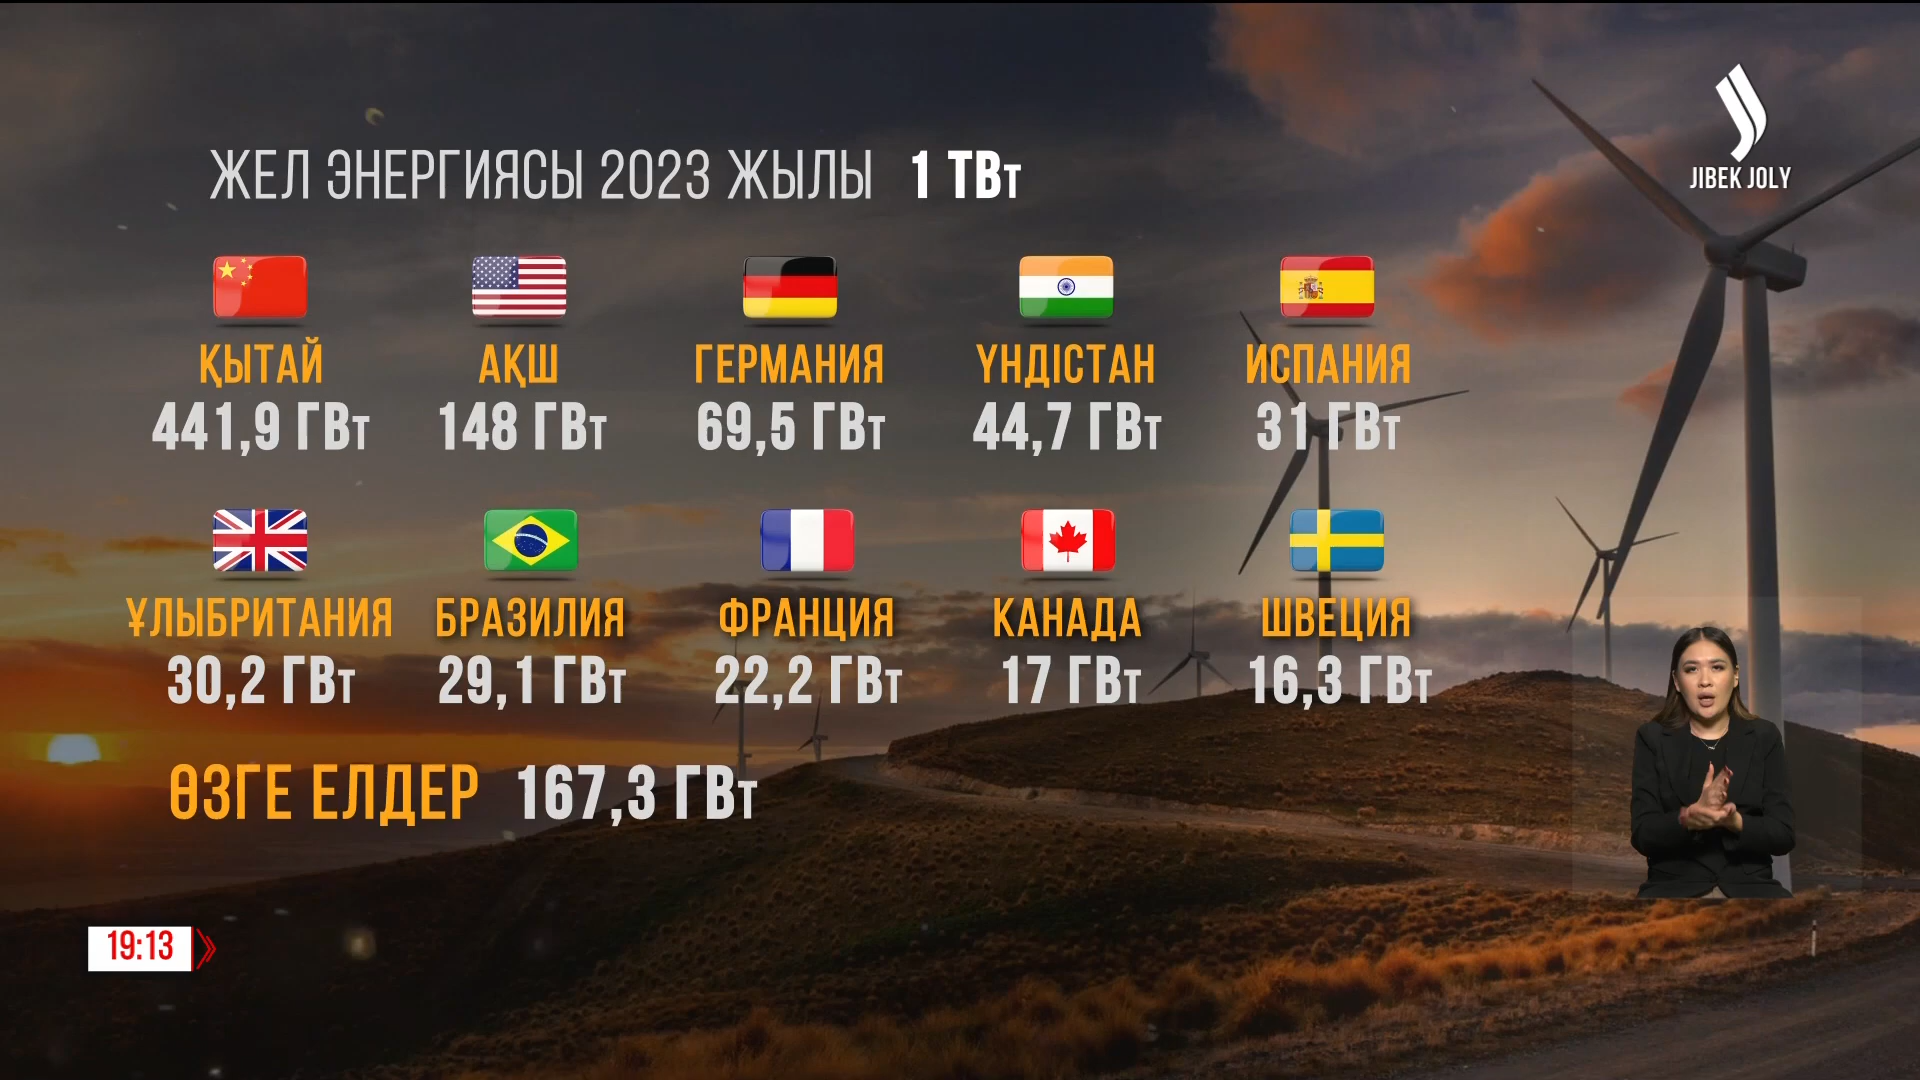 ЖЕЛ ЭНЕРГИЯСЫ 2023 ЖЫЛЫ 1 ТВт
JIBEK JOLY
ҚЫТАЙ АҚШ ГЕРМАНИЯ ҮНДІСТАН ИСПАНИЯ
441,9 ГВт 148 ГВт 69,5 ГВт 44,7 ГВт 31 ГВт
ҰЛЫБРИТАНИЯ БРАЗИЛИЯ ФРАНЦИЯ КАНАДА ШВЕЦИЯ
30,2 ГВт 29,1 ГВт 22,2 ГВт 17 ГВт 16,3 ГВт
ӨЗГЕ ЕЛДЕР 167,3 ГВт
19:13